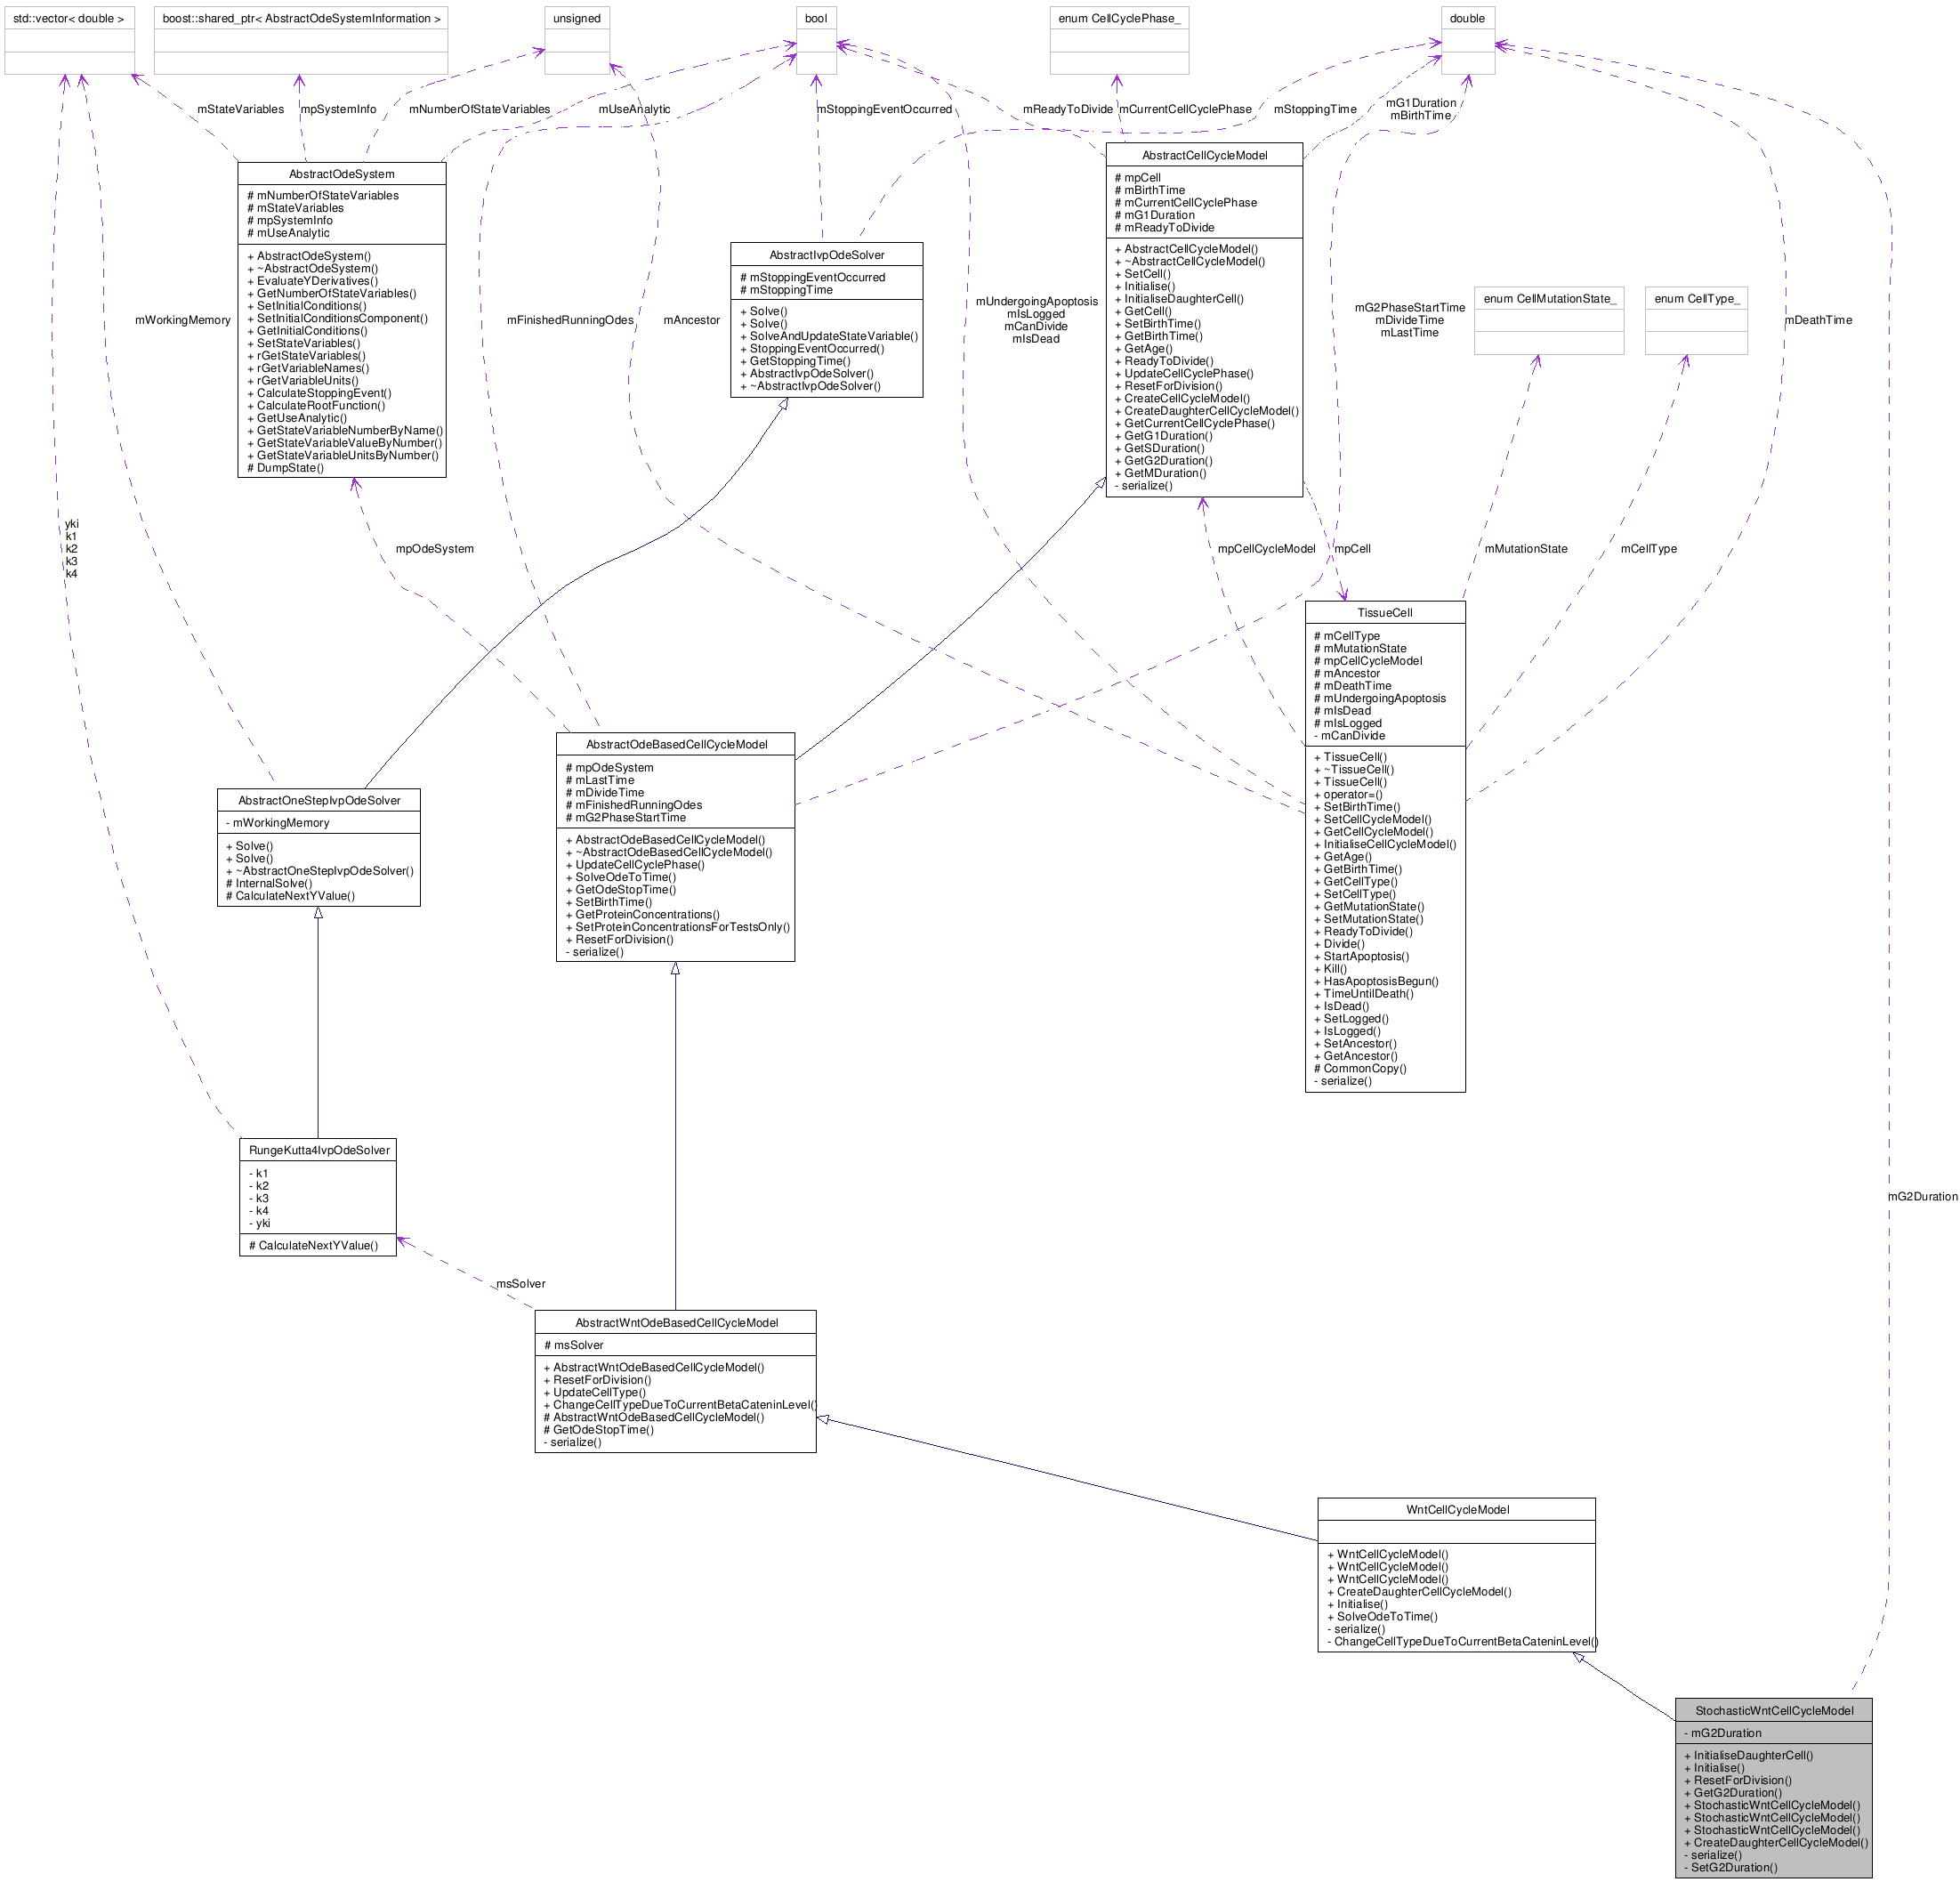 std::vector< double >
boost::shared_ptr< AbstractOdeSystemInformation >
unsigned
bool
enum CellCyclePhase_
double
mStateVariables
mpSystemInfo
mNumberOfStateVariables
mUseAnalytic
mStoppingEventOccurred
mReadyToDivide
mCurrentCellCyclePhase
mStoppingTime
mG1Duration
mBirthTime
AbstractOdeSystem
# mNumberOfStateVariables
# mStateVariables
# mpSystemInfo
# mUseAnalytic
+ AbstractOdeSystem()
+ ~AbstractOdeSystem()
+ EvaluateYDerivatives()
+ GetNumberOfStateVariables()
+ SetInitialConditions()
+ SetInitialConditionsComponent()
+ GetInitialConditions()
+ SetStateVariables()
+ rGetStateVariables()
+ rGetVariableNames()
+ rGetVariableUnits()
+ CalculateStoppingEvent()
+ CalculateRootFunction()
+ GetUseAnalytic()
+ GetStateVariableNumberByName()
+ GetStateVariableValueByNumber()
+ GetStateVariableUnitsByNumber()
# DumpState()
AbstractIvpOdeSolver
# mStoppingEventOccurred
# mStoppingTime
+ Solve()
+ Solve()
+ SolveAndUpdateStateVariable()
+ StoppingEventOccurred()
+ GetStoppingTime()
+ AbstractIvpOdeSolver()
+ ~AbstractIvpOdeSolver()
AbstractCellCycleModel
# mpCell
# mBirthTime
# mCurrentCellCyclePhase
# mG1Duration
# mReadyToDivide
+ AbstractCellCycleModel()
+ ~AbstractCellCycleModel()
+ SetCell()
+ Initialise()
+ InitialiseDaughterCell()
+ GetCell()
+ SetBirthTime()
+ GetBirthTime()
+ GetAge()
+ ReadyToDivide()
+ UpdateCellCyclePhase()
+ ResetForDivision()
+ CreateCellCycleModel()
+ CreateDaughterCellCycleModel()
+ GetCurrentCellCyclePhase()
+ GetG1Duration()
+ GetSDuration()
+ GetG2Duration()
+ GetMDuration()
- serialize()
enum CellMutationState_
enum CellType_
mWorkingMemory
mFinishedRunningOdes
mAncestor
mUndergoingApoptosis
mIsLogged
mCanDivide
mIsDead
mG2PhaseStartTime
mDivideTime
mLastTime
mDeathTime
yki
k1
k2
k3
k4
mpOdeSystem
mpCellCycleModel
mpCell
mMutationState
mCellType
TissueCell
# mCellType
# mMutationState
# mpCellCycleModel
# mAncestor
# mDeathTime
# mUndergoingApoptosis
# mIsDead
# mIsLogged
- mCanDivide
+ TissueCell()
+ ~TissueCell()
+ TissueCell()
+ operator=()
+ SetBirthTime()
+ SetCellCycleModel()
+ GetCellCycleModel()
+ InitialiseCellCycleModel()
+ GetAge()
+ GetBirthTime()
+ GetCellType()
+ SetCellType()
+ GetMutationState()
+ SetMutationState()
+ ReadyToDivide()
+ Divide()
+ StartApoptosis()
+ Kill()
+ HasApoptosisBegun()
+ TimeUntilDeath()
+ IsDead()
+ SetLogged()
+ IsLogged()
+ SetAncestor()
+ GetAncestor()
# CommonCopy()
- serialize()
AbstractOdeBasedCellCycleModel
# mpOdeSystem
# mLastTime
# mDivideTime
# mFinishedRunningOdes
# mG2PhaseStartTime
+ AbstractOdeBasedCellCycleModel()
+ ~AbstractOdeBasedCellCycleModel()
+ UpdateCellCyclePhase()
+ SolveOdeToTime()
+ GetOdeStopTime()
+ SetBirthTime()
+ GetProteinConcentrations()
+ SetProteinConcentrationsForTestsOnly()
+ ResetForDivision()
- serialize()
AbstractOneStepIvpOdeSolver
- mWorkingMemory
+ Solve()
+ Solve()
+ ~AbstractOneStepIvpOdeSolver()
# InternalSolve()
# CalculateNextYValue()
RungeKutta4IvpOdeSolver
- k1
- k2
- k3
- k4
- yki
# CalculateNextYValue()
mG2Duration
msSolver
AbstractWntOdeBasedCellCycleModel
# msSolver
+ AbstractWntOdeBasedCellCycleModel()
+ ResetForDivision()
+ UpdateCellType()
+ ChangeCellTypeDueToCurrentBetaCateninLevel()
# AbstractWntOdeBasedCellCycleModel()
# GetOdeStopTime()
- serialize()
WntCellCycleModel
+ WntCellCycleModel()
+ WntCellCycleModel()
+ WntCellCycleModel()
+ CreateDaughterCellCycleModel()
+ Initialise()
+ SolveOdeToTime()
- serialize()
- ChangeCellTypeDueToCurrentBetaCateninLevel()
StochasticWntCellCycleModel
- mG2Duration
+ InitialiseDaughterCell()
+ Initialise()
+ ResetForDivision()
+ GetG2Duration()
+ StochasticWntCellCycleModel()
+ StochasticWntCellCycleModel()
+ StochasticWntCellCycleModel()
+ CreateDaughterCellCycleModel()
- serialize()
- SetG2Duration()